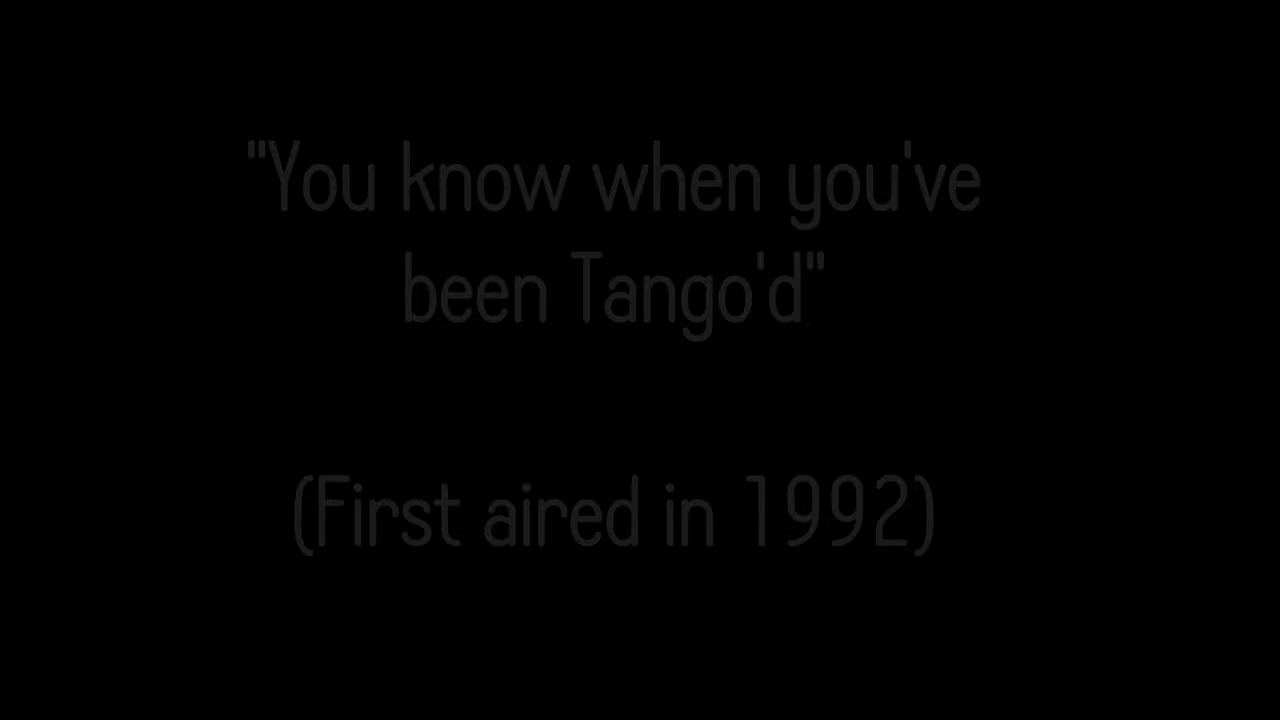 "You know when you've
been Tango'd"
(First aired in 1992)